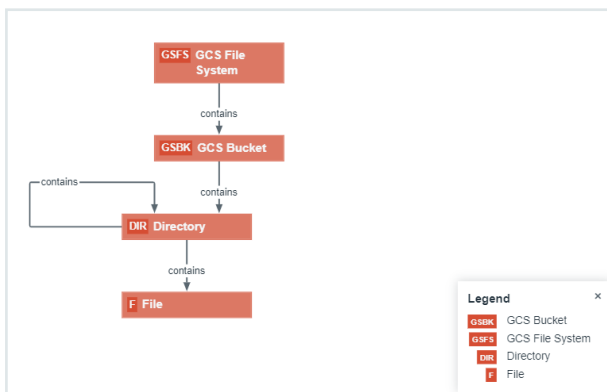 GSFS GCS File
System
contains
GSBK GCS Bucket
contains
contains
DIR Directory
contains
F File
Legend ×
GSBK GCS Bucket
GSFS GCS File System
DIR Directory
F File